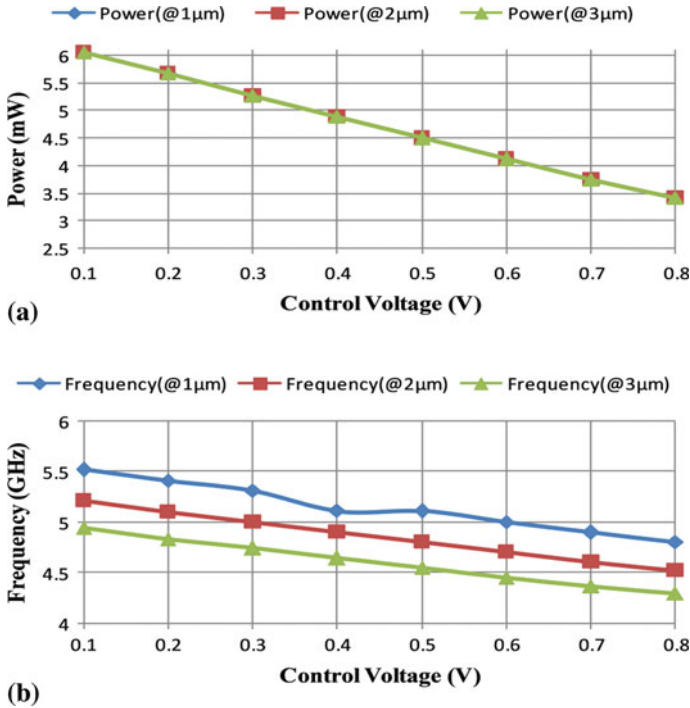 Power(@1µm) Power(@2µm) Power(@3µm)
6
5.5
5
4.5
4
3.5
3
2.5
Power (mW)
0.1 0.2 0.3 0.4 0.5 0.6 0.7 0.8
Control Voltage (V)
(a)
Frequency(@1µm) Frequency(@2µm) Frequency(@3µm)
6
5.5
5
4.5
4
Frequency (GHz)
0.1 0.2 0.3 0.4 0.5 0.6 0.7 0.8
Control Voltage (V)
(b)